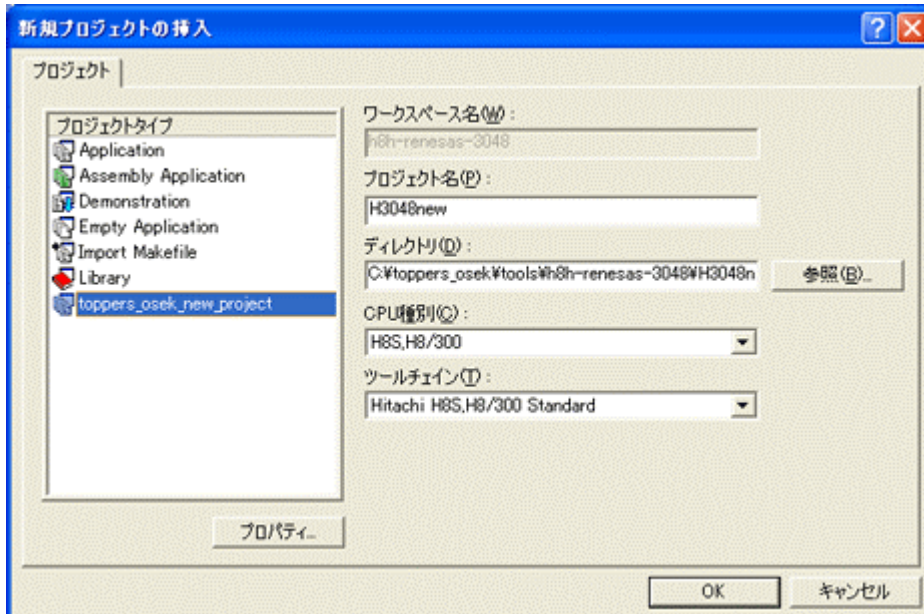 新規プロジェクトの挿入
プロジェクト
プロジェクトタイプ
Application
Assembly Application
Demonstration
Empty Application
Import Makefile
Library
toppers_osek_new_project
プロパティ...
ワークスペース名(W):
h8h-renesas-3048
プロジェクト名(P):
H3048new
ディレクトリ(D):
C:¥toppers_osek¥tools¥h8h-renesas-3048¥H3048n
参照(B)...
CPU種別(C):
H8S,H8/300
ツールチェイン(T):
Hitachi H8S,H8/300 Standard
OK
キャンセル